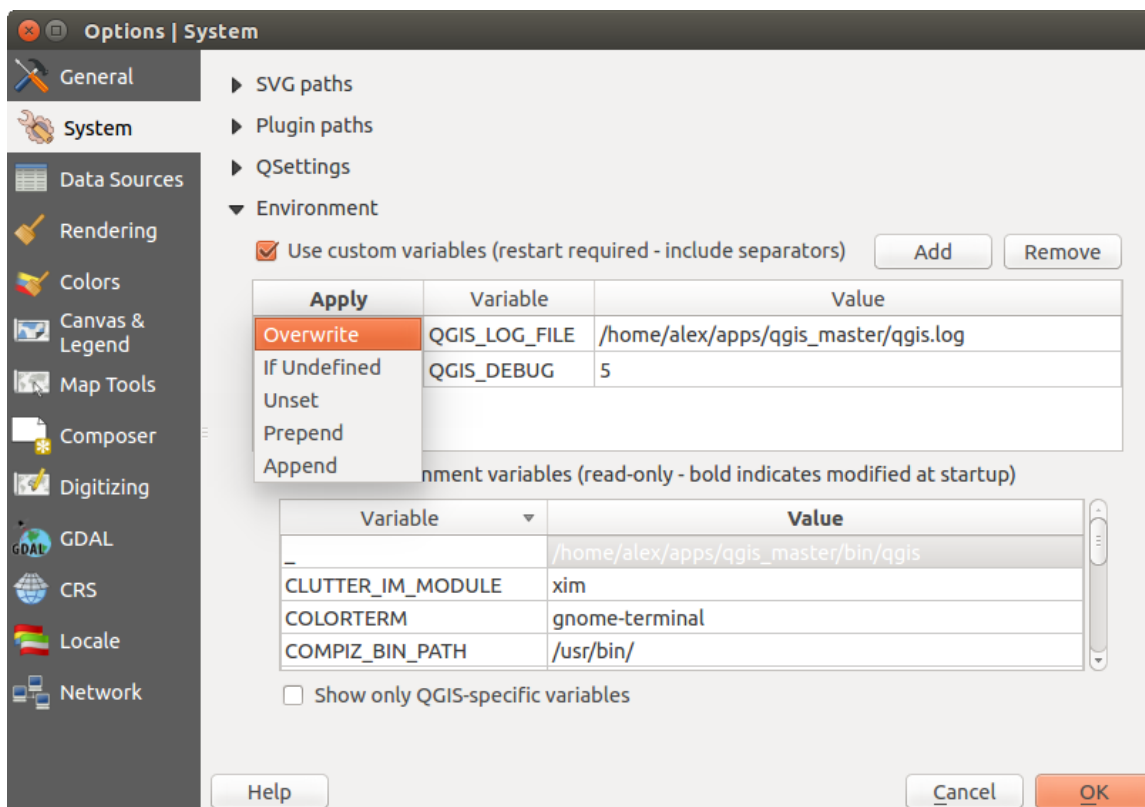 Options | System
General
System
Data Sources
Rendering
Colors
Canvas &
Legend
Map Tools
Composer
Digitizing
GDAL
GDAL
CRS
Locale
Network
SVG paths
Plugin paths
QSettings
Environment
Use custom variables (restart required - include separators) Add Remove
Apply Variable Value
Overwrite QGIS_LOG_FILE /home/alex/apps/qgis_master/qgis.log
If Undefined QGIS_DEBUG 5
Unset
Prepend
Append
variables (read-only - bold indicates modified at startup)
Variable Value
_ /home/alex/apps/qgis_master/bin/qgis
CLUTTER_IM_MODULE xim
COLORTERM gnome-terminal
COMPIZ_BIN_PATH /usr/bin/
Show only QGIS-specific variables
Help Cancel OK